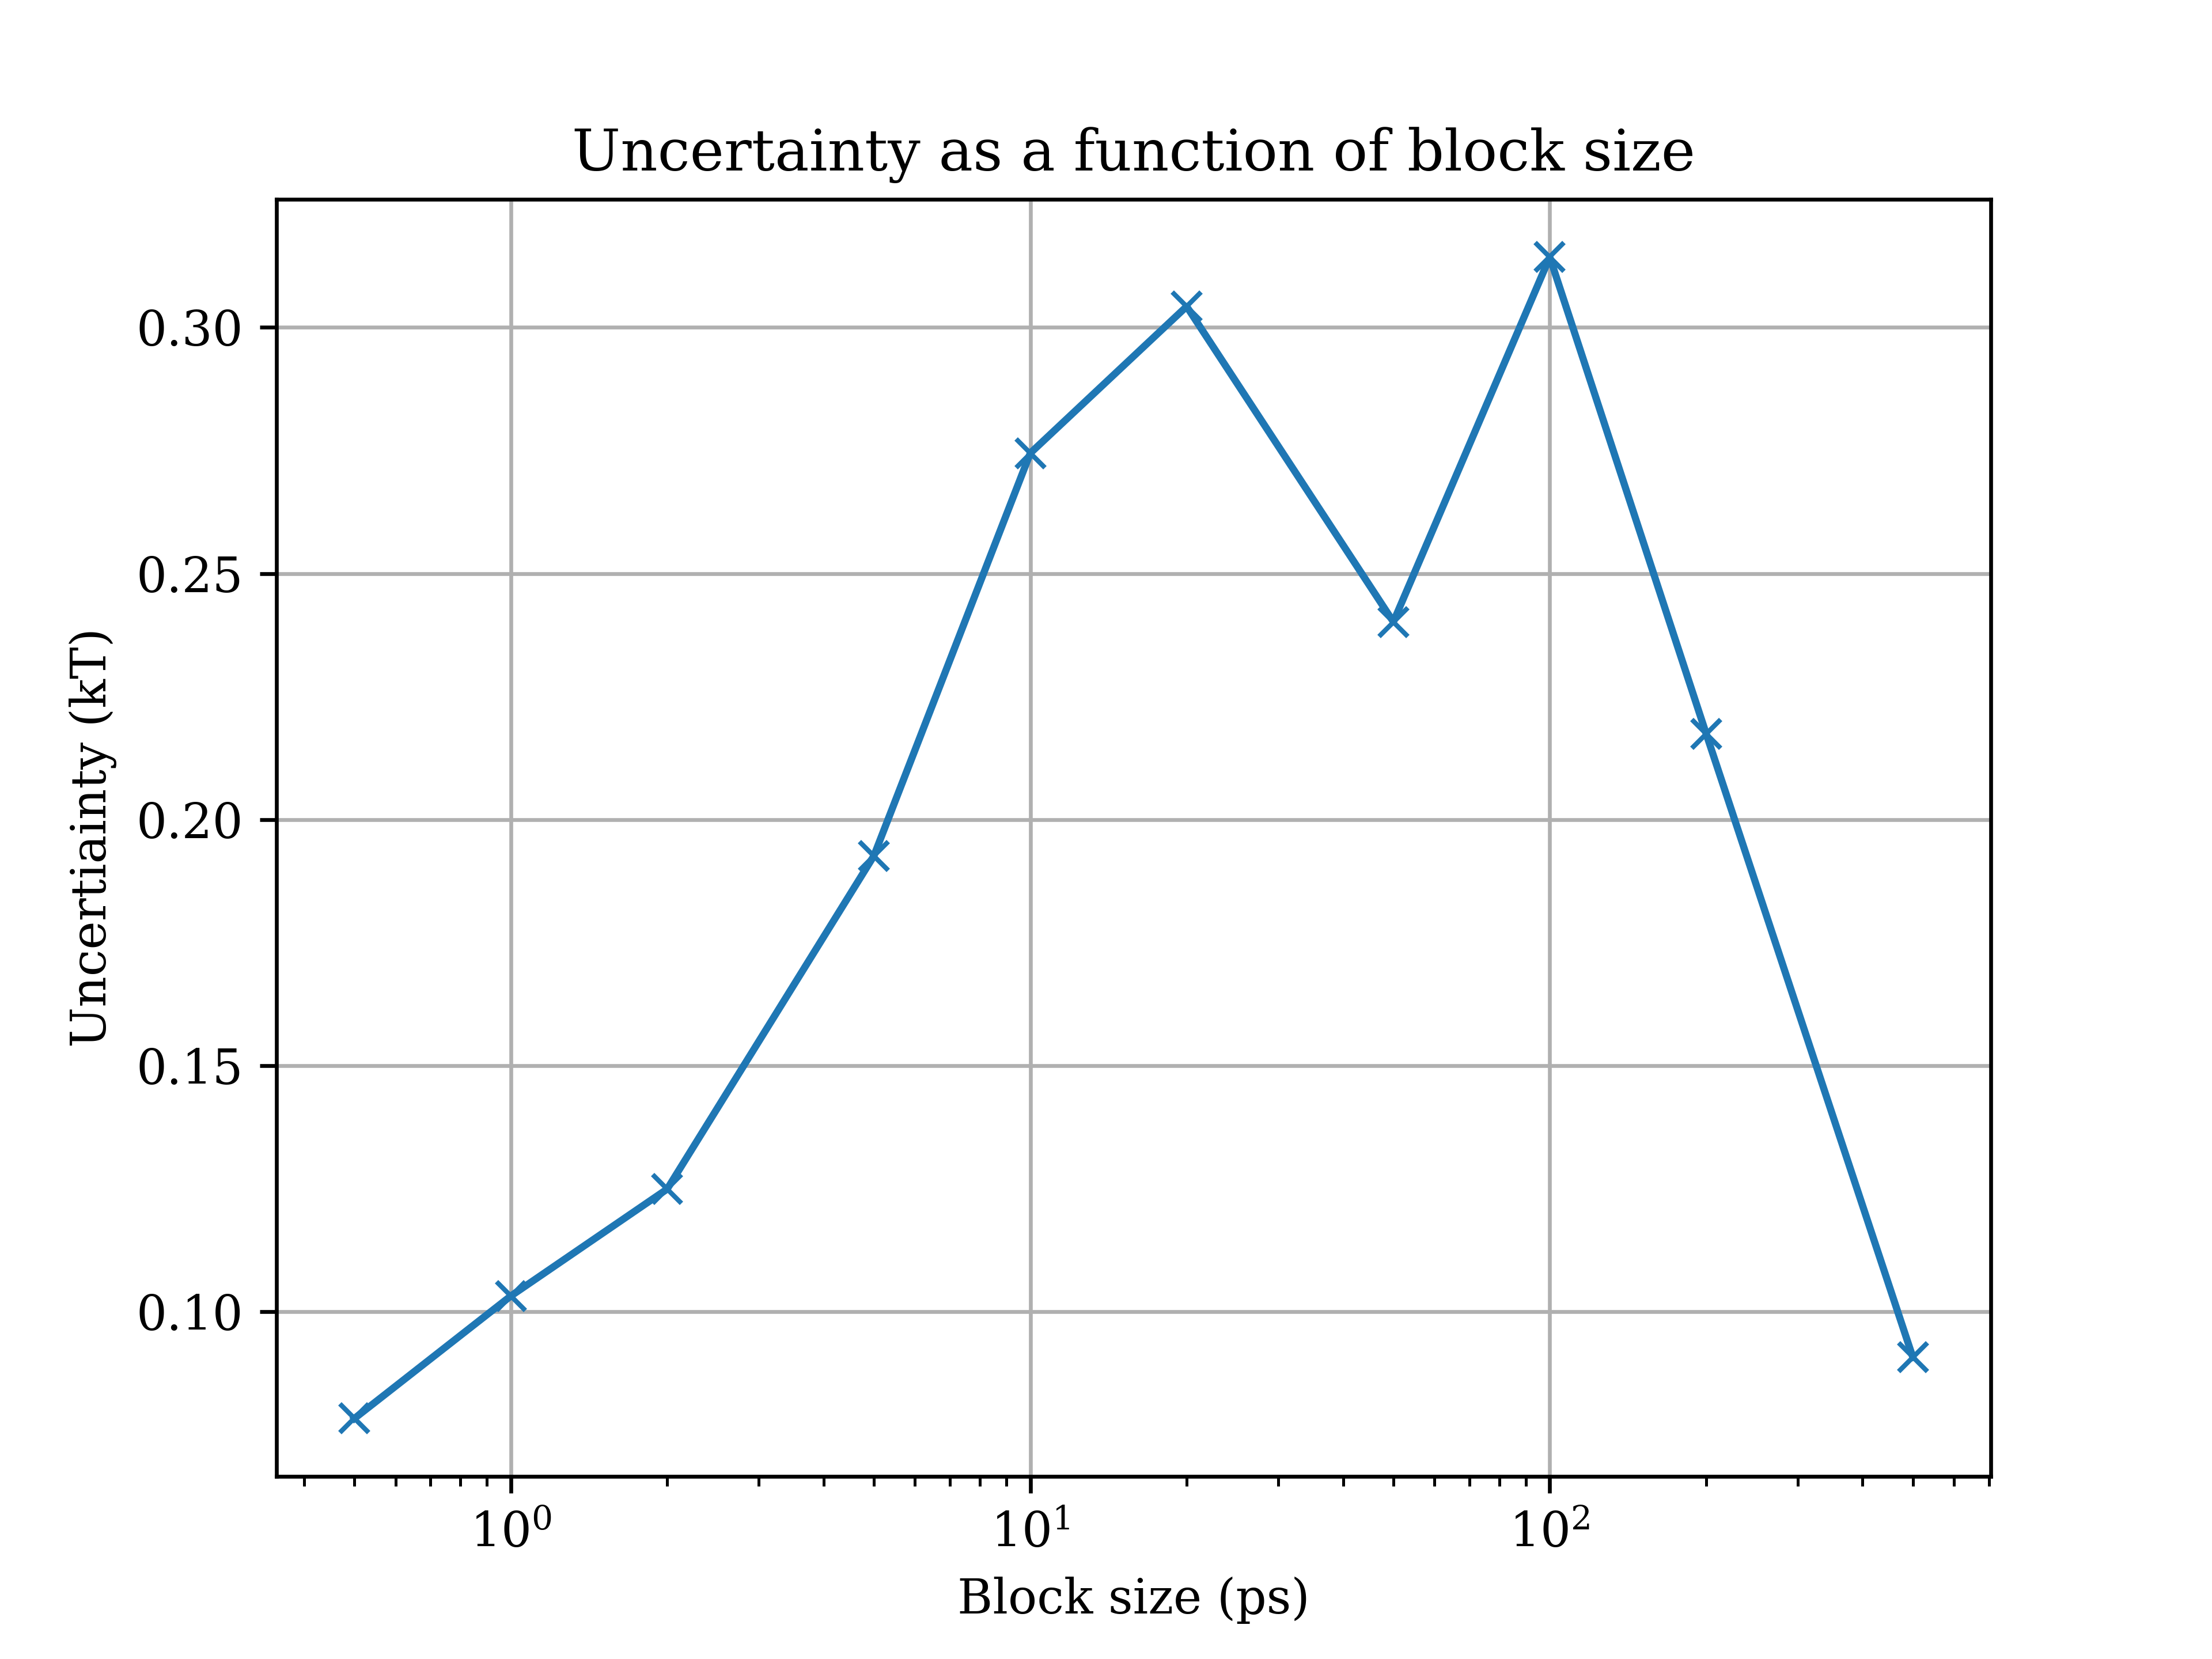 Uncertainty as a function of block size
0.30
0.25
0.20
0.15
0.10
Uncertiainty (kT)
10⁰ 10¹ 10²
Block size (ps)